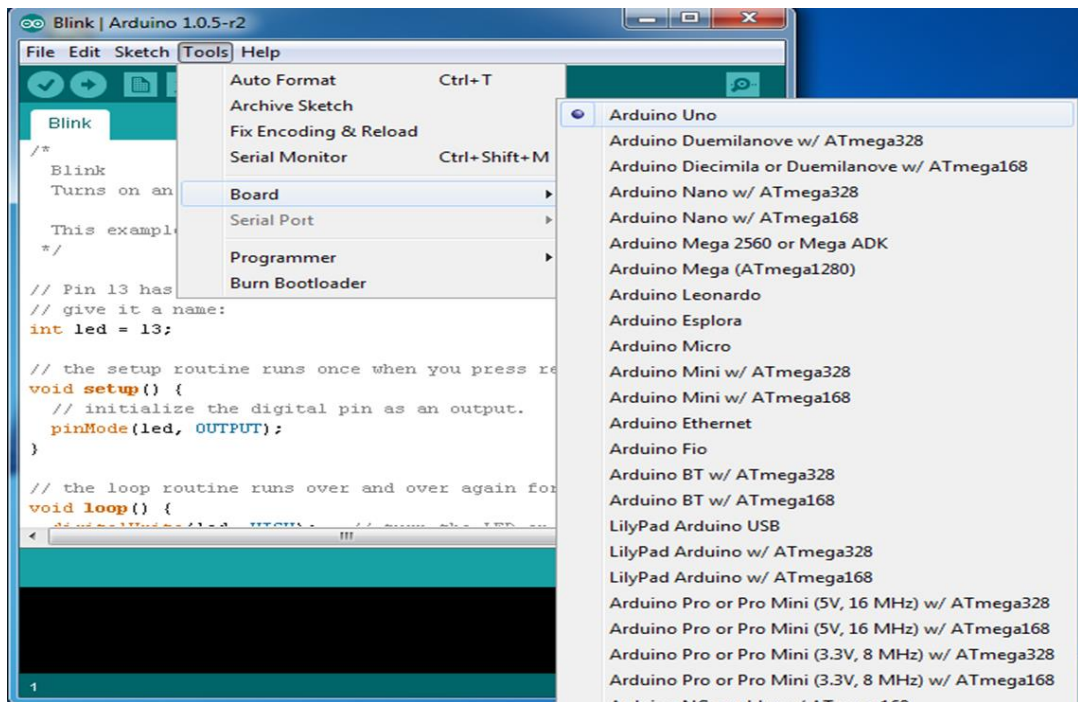 Blink | Arduino 1.0.5-r2
File Edit Sketch Tools Help
Blink
Auto Format Ctrl+T
Archive Sketch
Fix Encoding & Reload
Serial Monitor Ctrl+Shift+M
Board
Serial Port
Programmer
Burn Bootloader
/*
Blink
Turns on an
This example
*/
// Pin 13 has
// give it a name:
int led = 13;
// the setup routine runs once when you press re
void setup() {
// initialize the digital pin as an output.
pinMode(led, OUTPUT);
}
// the loop routine runs over and over again for
void loop() {
1
Arduino Uno
Arduino Duemilanove w/ ATmega328
Arduino Diecimila or Duemilanove w/ ATmega168
Arduino Nano w/ ATmega328
Arduino Nano w/ ATmega168
Arduino Mega 2560 or Mega ADK
Arduino Mega (ATmega1280)
Arduino Leonardo
Arduino Esplora
Arduino Micro
Arduino Mini w/ ATmega328
Arduino Mini w/ ATmega168
Arduino Ethernet
Arduino Fio
Arduino BT w/ ATmega328
Arduino BT w/ ATmega168
LilyPad Arduino USB
LilyPad Arduino w/ ATmega328
LilyPad Arduino w/ ATmega168
Arduino Pro or Pro Mini (5V, 16 MHz) w/ ATmega328
Arduino Pro or Pro Mini (5V, 16 MHz) w/ ATmega168
Arduino Pro or Pro Mini (3.3V, 8 MHz) w/ ATmega328
Arduino Pro or Pro Mini (3.3V, 8 MHz) w/ ATmega168